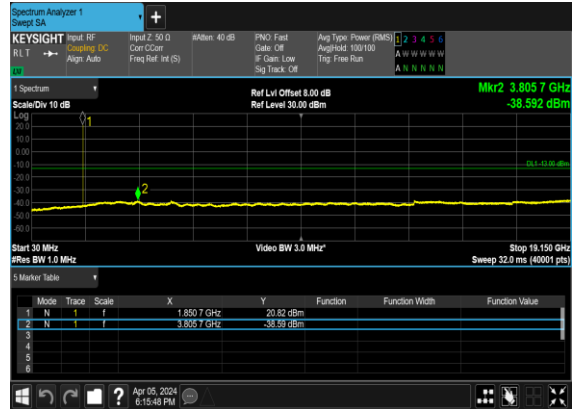 Spectrum Analyzer 1
Swept SA
+
KEYSIGHT Input: RF Input Z: 50 Ω #Atten: 40 dB PNO: Fast Avg Type: Power (RMS) 1 2 3 4 5 6
RLT Coupling: DC Corr CCorr Gate: Off Avg|Hold: 100/100 A W W W W W
Align: Auto Freq Ref: Int (S) IF Gain: Low Trig: Free Run
Sig Track: Off A N N N N N
1 Spectrum Ref Lvl Offset 8.00 dB Mkr2 3.805 7 GHz
Scale/Div 10 dB Ref Level 30.00 dBm -38.592 dBm
Log
20.0
10.0
0.00
-10.0
-20.0
-30.0
-40.0
-50.0
-60.0
1
2
DL1 -13.00 dBm
Start 30 MHz Video BW 3.0 MHz* Stop 19.150 GHz
#Res BW 1.0 MHz Sweep 32.0 ms (40001 pts)
5 Marker Table
Mode Trace Scale X Y Function Function Width Function Value
1 N 1 f 1.850 7 GHz 20.82 dBm
2 N 1 f 3.805 7 GHz -38.59 dBm
3
4
5
6
? Apr 05, 2024
6:15:48 PM